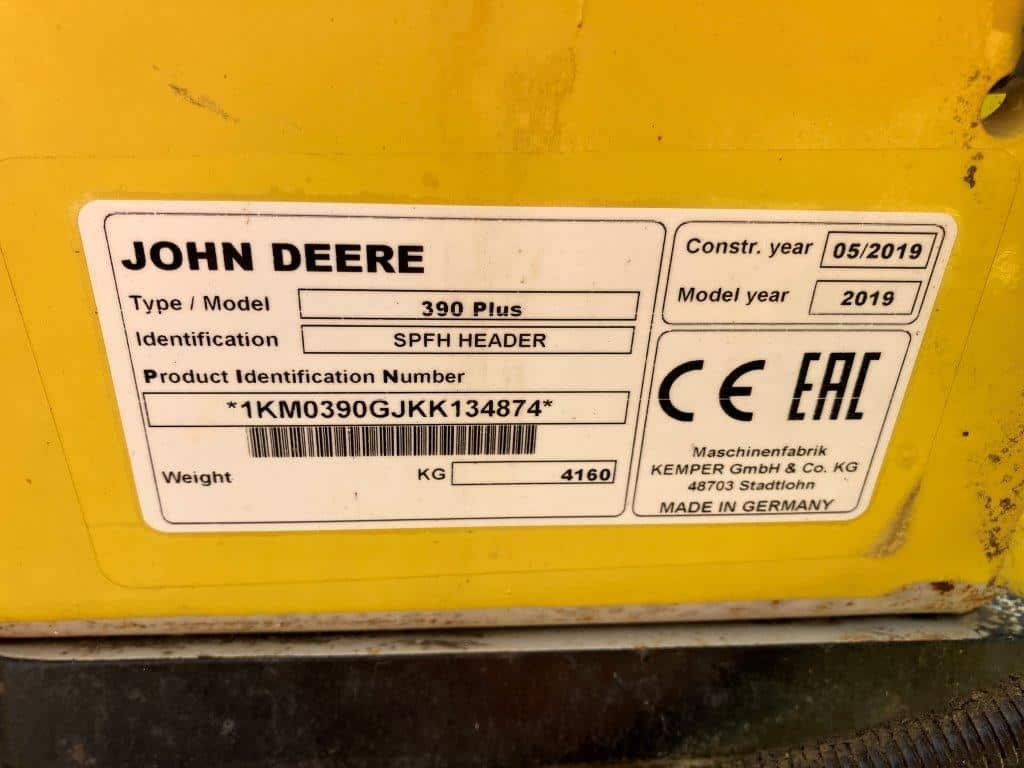 JOHN DEERE
Type / Model 390 Plus
Identification SPFH HEADER
Product Identification Number
*1KM0390GJKK134874*
Weight KG 4160
Constr. year 05/2019
Model year 2019
CE EAC
Maschinenfabrik
KEMPER GmbH & Co. KG
48703 Stadtlohn
MADE IN GERMANY